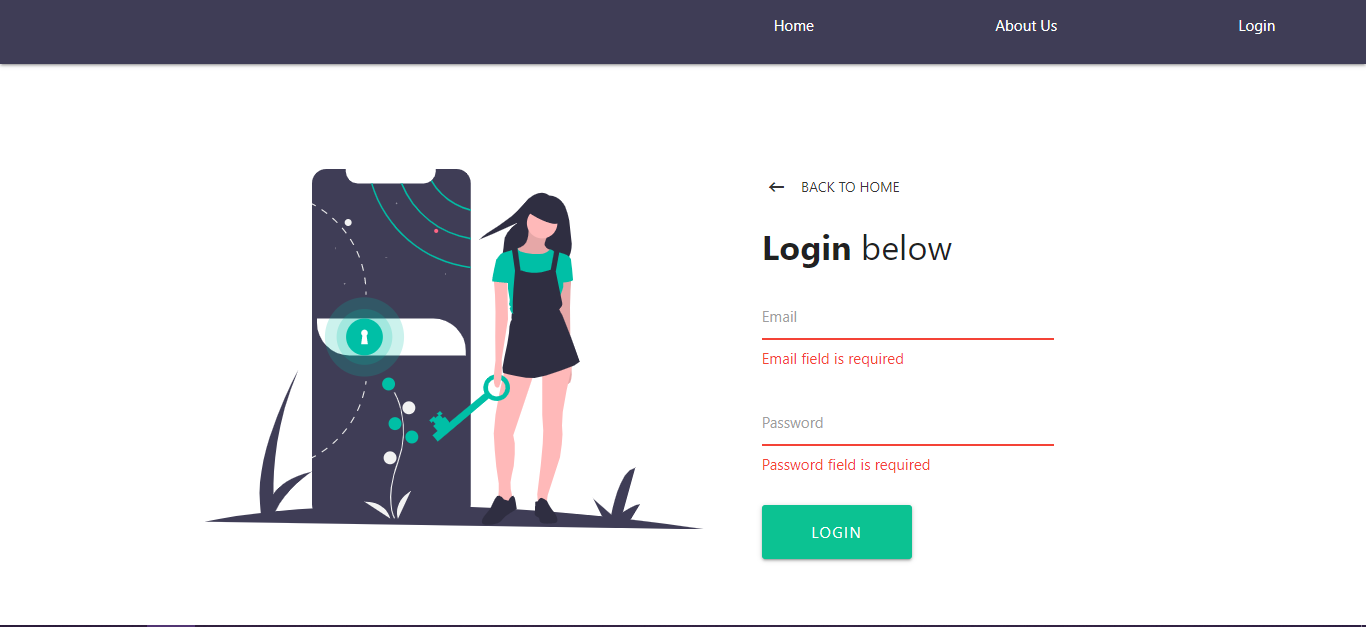 Home About Us Login
BACK TO HOME
Login below
Email
Email field is required
Password
Password field is required
LOGIN